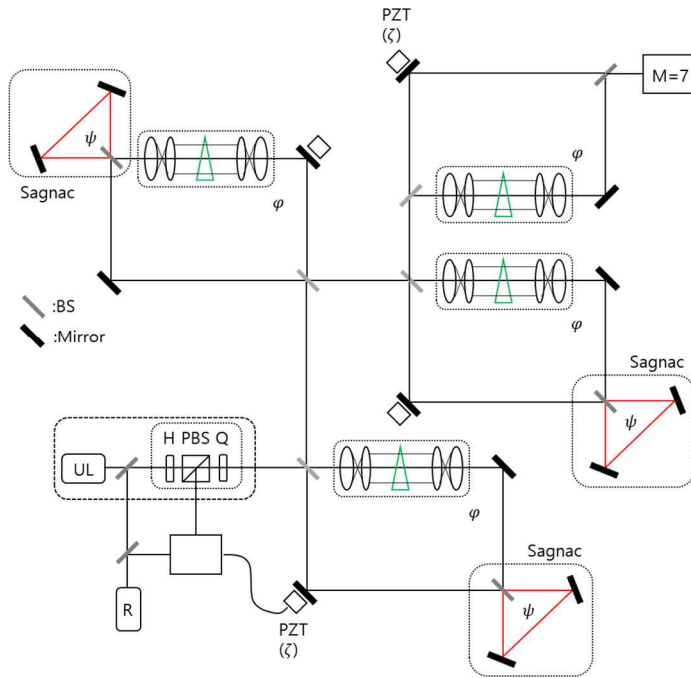 PZT
(ζ)
M=7
ψ
Sagnac
φ
φ
φ
:BS
:Mirror
Sagnac
ψ
H PBS Q
UL
φ
Sagnac
ψ
R
PZT
(ζ)